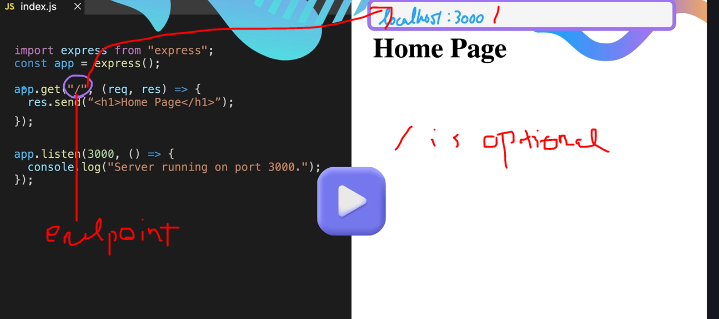 JS index.js ×
localhost:3000 /
import express from "express";
const app = express();
app.get("/", (req, res) => {
res.send("<h1>Home Page</h1>");
});
app.listen(3000, () => {
console.log("Server running on port 3000.");
});
endpoint
Home Page
/ is optional